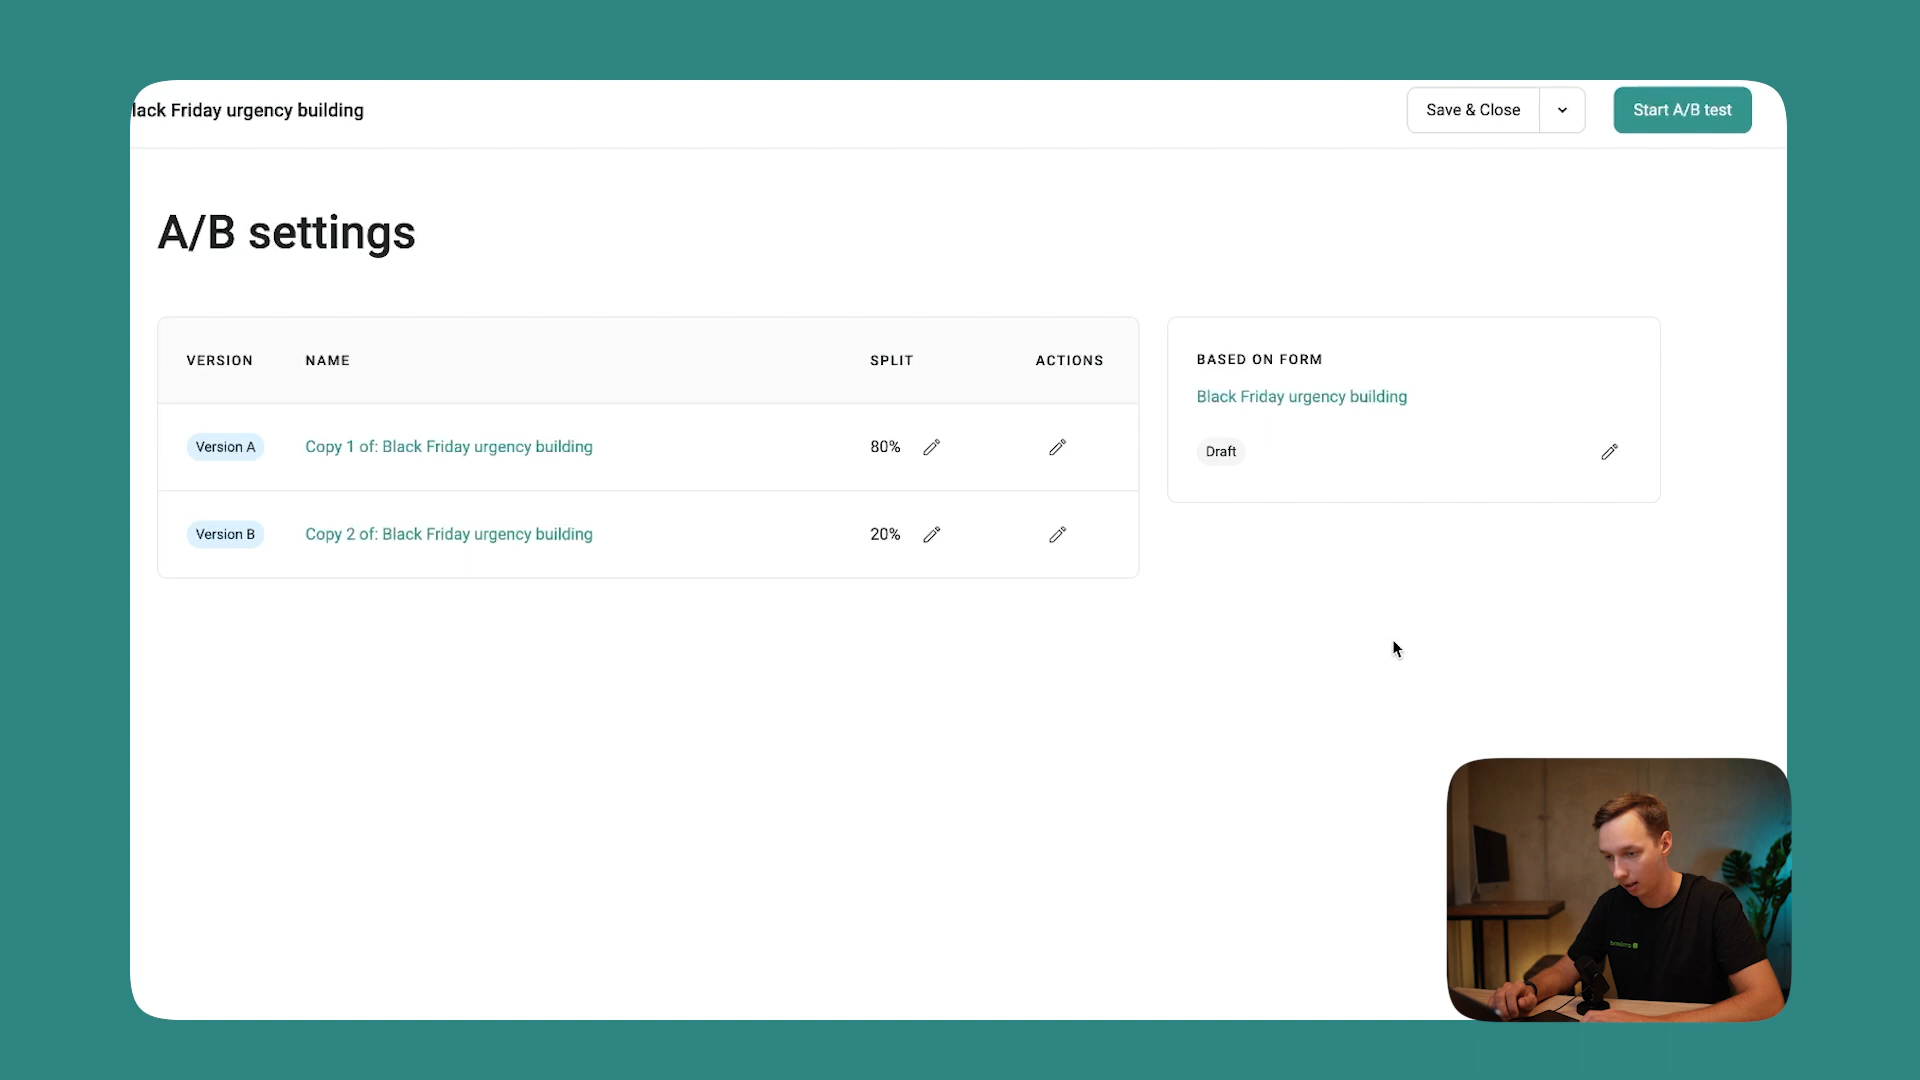 lack Friday urgency building
Save & Close
Start A/B test
A/B settings
VERSION NAME SPLIT ACTIONS
Version A Copy 1 of: Black Friday urgency building 80%
Version B Copy 2 of: Black Friday urgency building 20%
BASED ON FORM
Black Friday urgency building
Draft